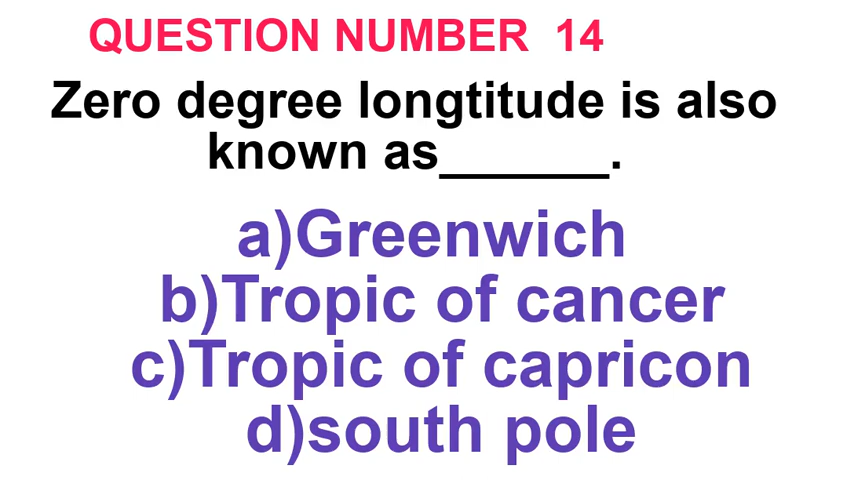 QUESTION NUMBER 14
Zero degree longtitude is also
known as______.
a)Greenwich
b)Tropic of cancer
c)Tropic of capricon
d)south pole